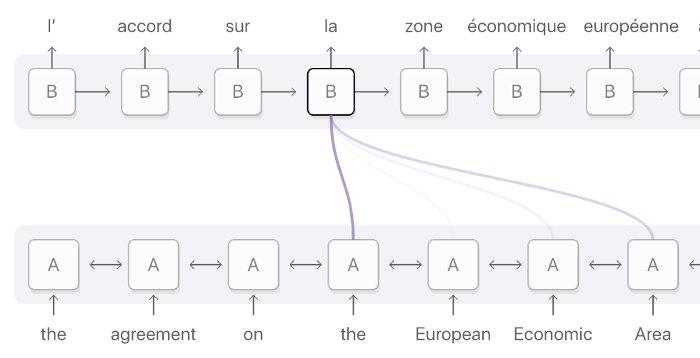 l' accord sur la zone économique européenne
B B B B B B B
A A A A A A A
the agreement on the European Economic Area